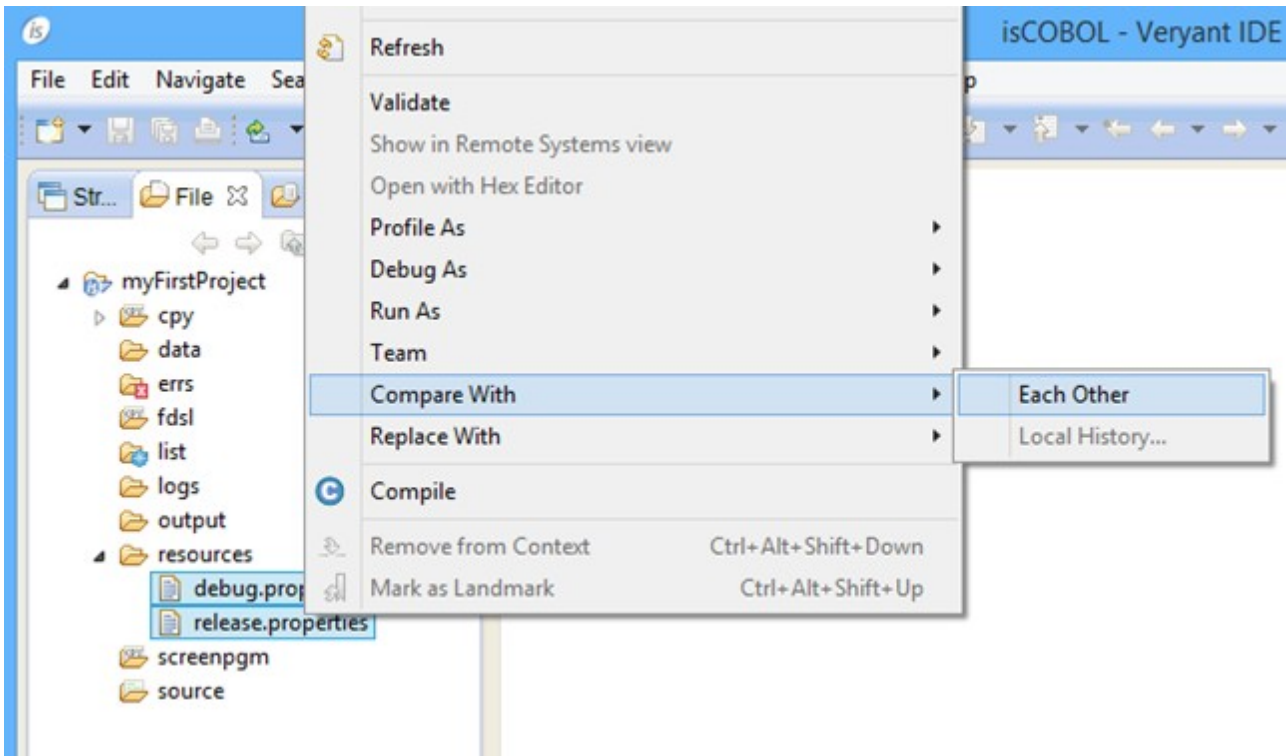 is
isCOBOL - Veryant IDE
File Edit Navigate Sea
p
Refresh
Validate
Show in Remote Systems view
Open with Hex Editor
Profile As
Debug As
Run As
Team
Compare With
Replace With
Compile
Remove from Context Ctrl+Alt+Shift+Down
Mark as Landmark Ctrl+Alt+Shift+Up
Each Other
Local History...
Str... File
myFirstProject
cpy
data
errs
fdsl
list
logs
output
resources
debug.prop
release.properties
screenpgm
source